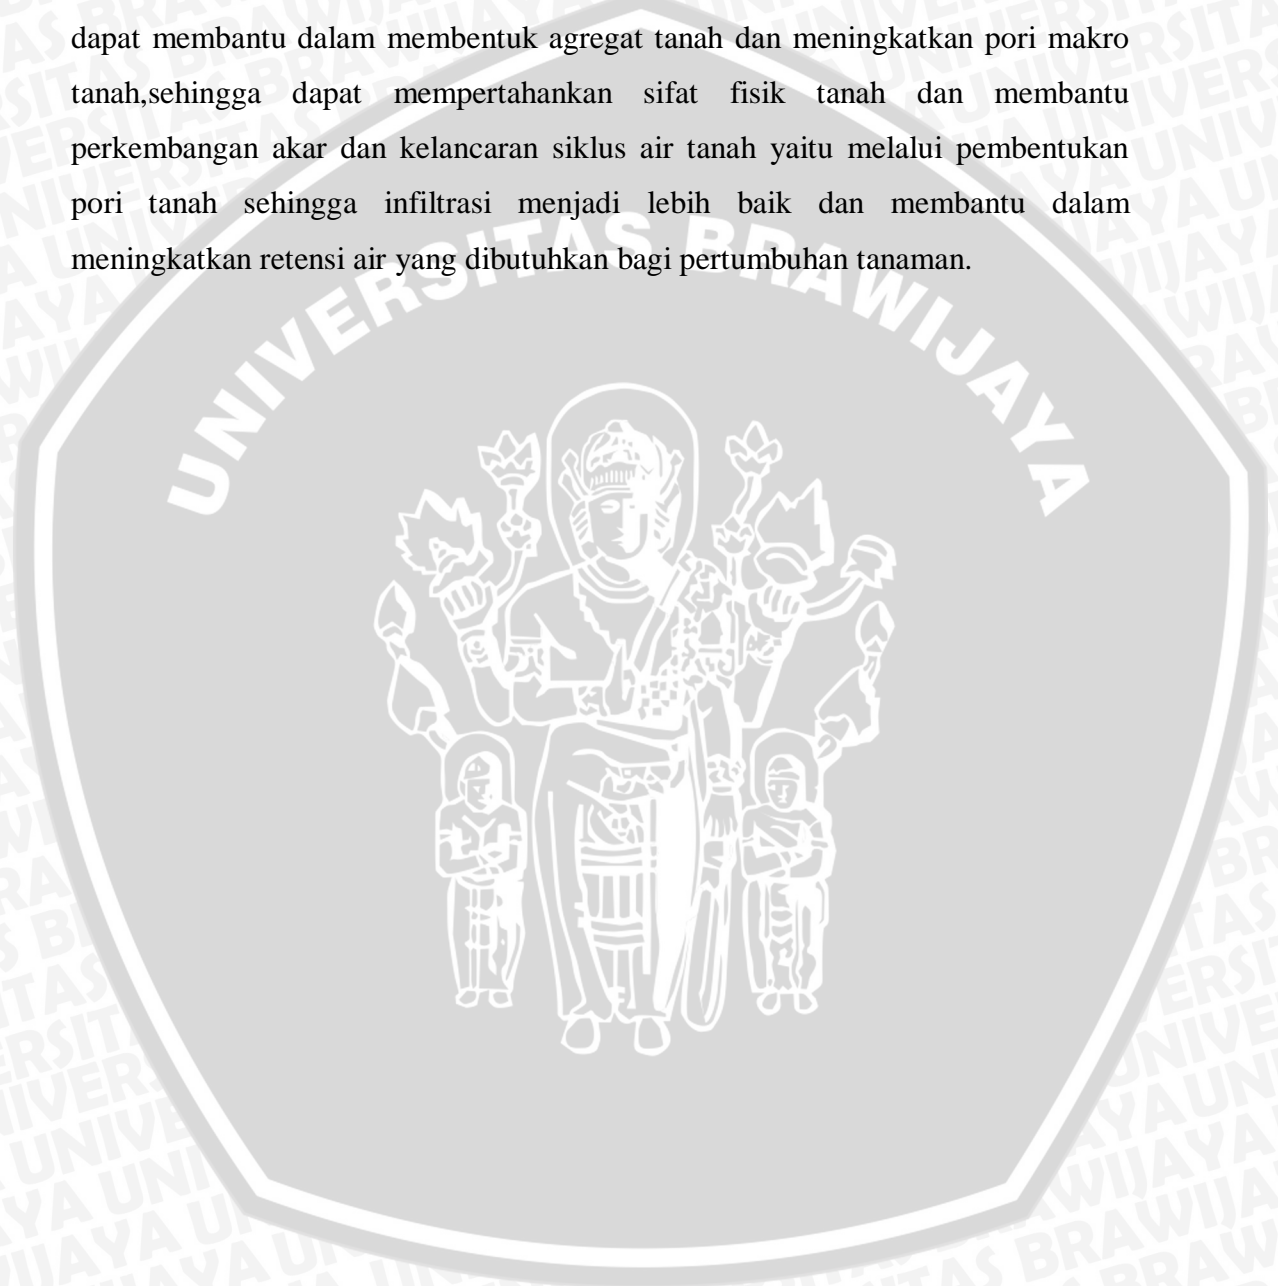 dapat membantu dalam membentuk agregat tanah dan meningkatkan pori makro
tanah,sehingga dapat mempertahankan sifat fisik tanah dan membantu
perkembangan akar dan kelancaran siklus air tanah yaitu melalui pembentukan
pori tanah sehingga infiltrasi menjadi lebih baik dan membantu dalam
meningkatkan retensi air yang dibutuhkan bagi pertumbuhan tanaman.
UNIVERSITAS BRAWIJAYA